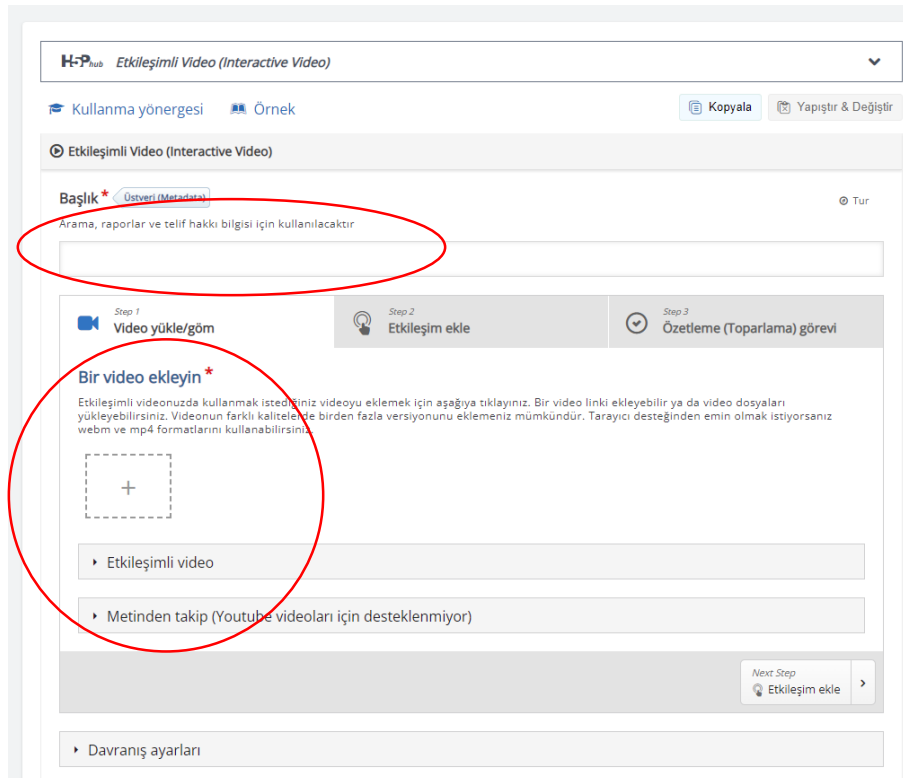 H5Phub Etkileşimli Video (Interactive Video)
Kullanma yönergesi Örnek Kopyala Yapıştır & Değiştir
Etkileşimli Video (Interactive Video)
Başlık * Üstveri (Metadata) Tur
Arama, raporlar ve telif hakkı bilgisi için kullanılacaktır
Step 1
Video yükle/göm
Step 2
Etkileşim ekle
Step 3
Özetleme (Toparlama) görevi
Bir video ekleyin *
Etkileşimli videonuzda kullanmak istediğiniz videoyu eklemek için aşağıya tıklayınız. Bir video linki ekleyebilir ya da video dosyaları
yükleyebilirsiniz. Videonun farklı kalitelerde birden fazla versiyonunu eklemeniz mümkündür. Tarayıcı desteğinden emin olmak istiyorsanız
webm ve mp4 formatlarını kullanabilirsiniz.
+
Etkileşimli video
Metinden takip (Youtube videoları için desteklenmiyor)
Next Step
Etkileşim ekle
Davranış ayarları